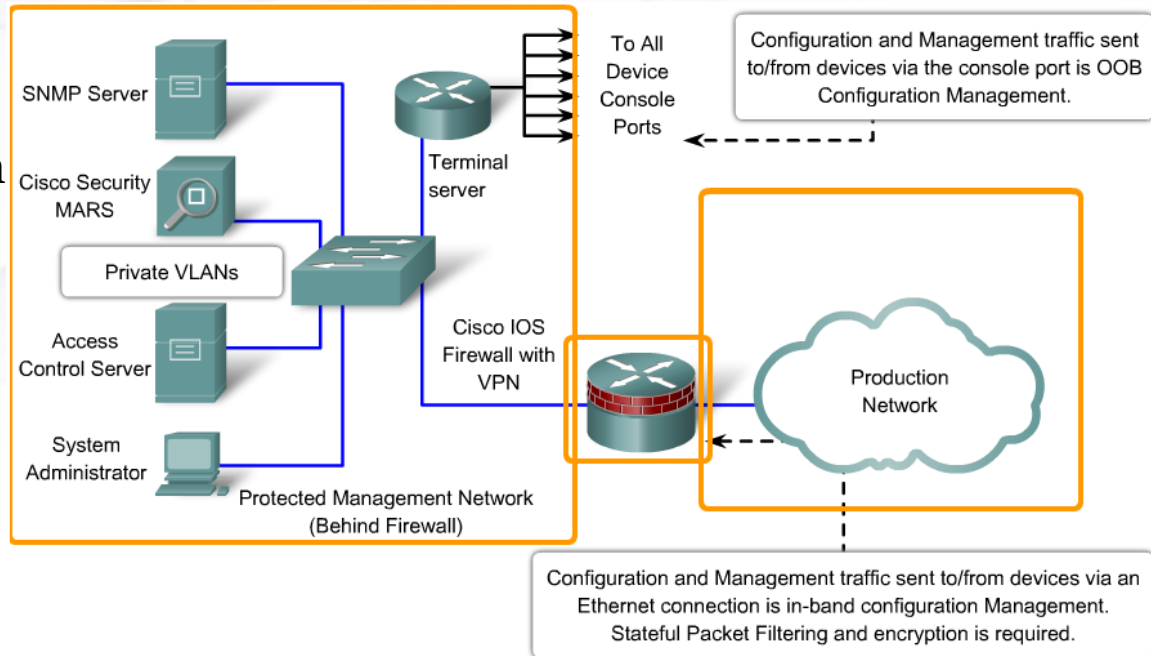 SNMP Server
Cisco Security
MARS
Private VLANs
Access
Control Server
System
Administrator
Protected Management Network
(Behind Firewall)
Terminal
server
To All
Device
Console
Ports
Configuration and Management traffic sent
to/from devices via the console port is OOB
Configuration Management.
Cisco IOS
Firewall with
VPN
Production
Network
Configuration and Management traffic sent to/from devices via an
Ethernet connection is in-band configuration Management.
Stateful Packet Filtering and encryption is required.